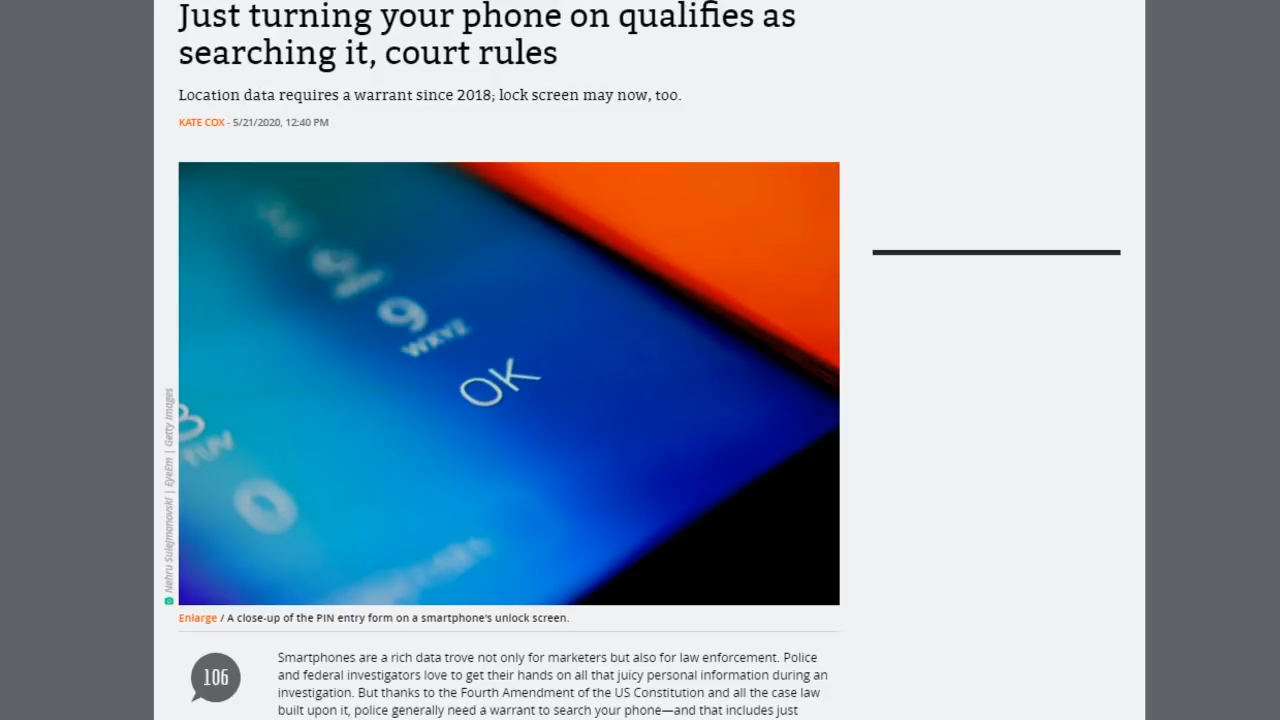 Just turning your phone on qualifies as
searching it, court rules
Location data requires a warrant since 2018; lock screen may now, too.
KATE COX - 5/21/2020, 12:40 PM
9
WXYZ
OK
TUV
0
Nehru Sulejmanovski | EyeEm | Getty Images
Enlarge / A close-up of the PIN entry form on a smartphone's unlock screen.
106
Smartphones are a rich data trove not only for marketers but also for law enforcement. Police
and federal investigators love to get their hands on all that juicy personal information during an
investigation. But thanks to the Fourth Amendment of the US Constitution and all the case law
built upon it, police generally need a warrant to search your phone—and that includes just